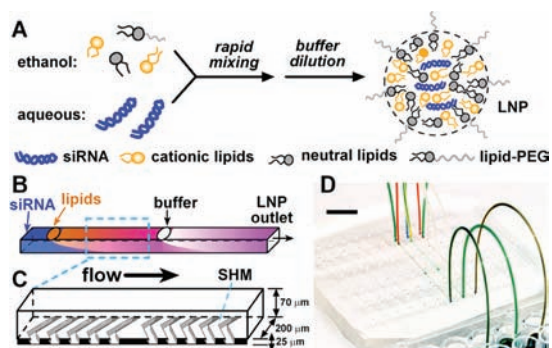 A
ethanol:
aqueous:
rapid mixing
buffer dilution
LNP
siRNA cationic lipids neutral lipids lipid-PEG
B
siRNA
lipids
buffer
LNP outlet
C
flow
SHM
70 µm
200 µm
25 µm
D